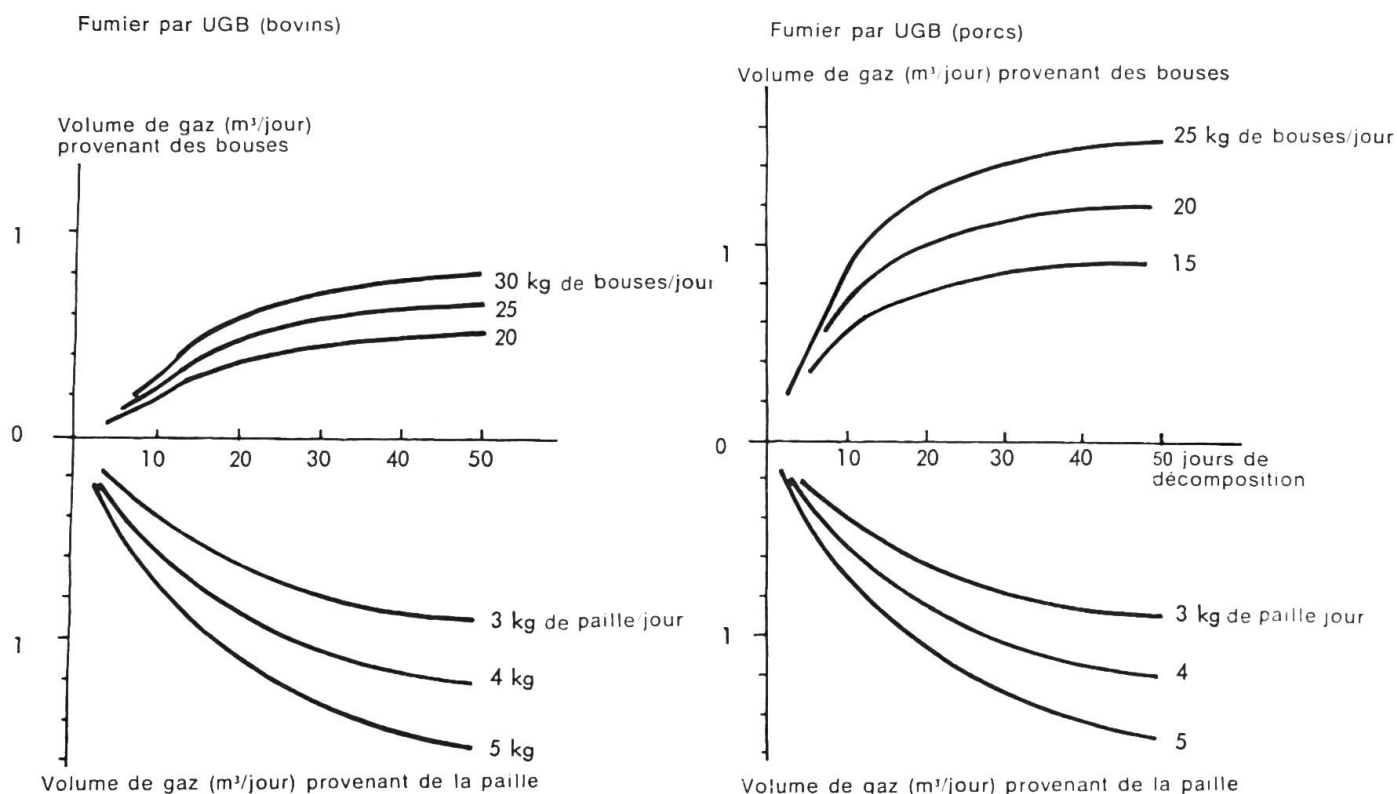 Fumier par UGB (bovins)
Volume de gaz (m³/jour)
provenant des bouses
1
30 kg de bouses/jour
25
20
0
10 20 30 40 50
3 kg de paille/jour
1
4 kg
5 kg
Volume de gaz (m³/jour) provenant de la paille
Fumier par UGB (porcs)
Volume de gaz (m³/jour) provenant des bouses
25 kg de bouses/jour
20
1
15
0
10 20 30 40 50 jours de
décomposition
3 kg de paille jour
1
4
5
Volume de gaz (m³/jour) provenant de la paille